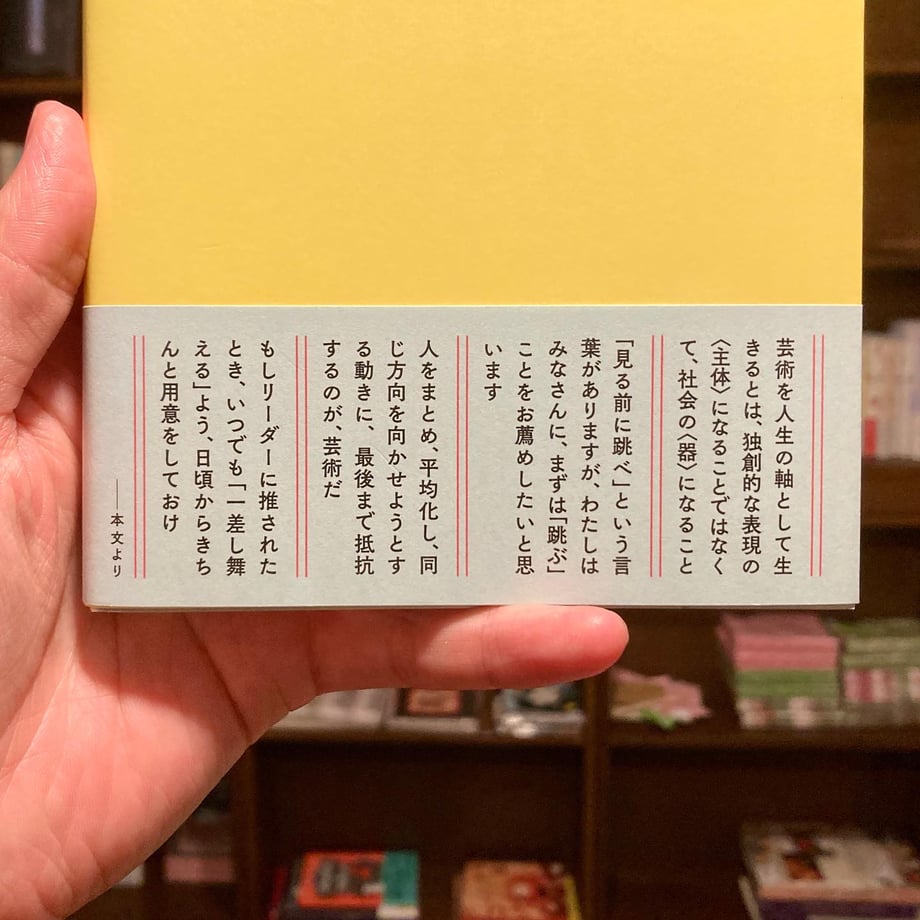 芸術を人生の軸として生
きるとは、独創的な表現の
〈主体〉になることではなく
て、社会の〈器〉になること
「見る前に跳べ」という言
葉がありますが、わたしは
みなさんに、まずは「跳ぶ」
ことをお薦めしたいと思
います
人をまとめ、平均化し、同
じ方向を向かせようとす
る動きに、最後まで抵抗
するのが、芸術だ
もしリーダーに推された
とき、いつでも「一差し舞
える」よう、日頃からきち
んと用意をしておけ
──本文より